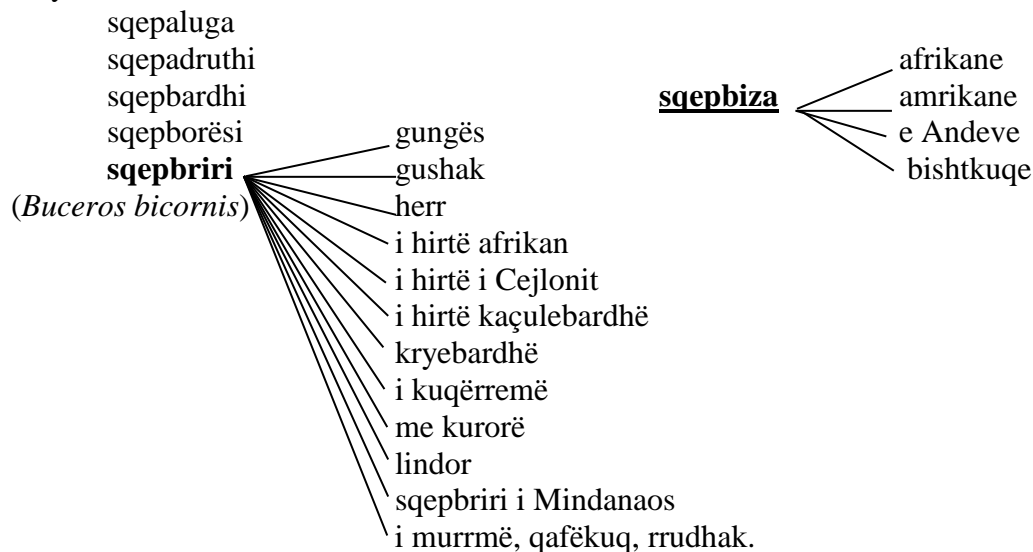 sqepaluga
sqepadruthi
sqepbardhi
sqepborësi
sqepbriri
(Buceros bicornis)
gungës
gushak
herr
i hirtë afrikan
i hirtë i Cejlonit
i hirtë kaçulebardhë
kryebardhë
i kuqërremë
me kurorë
lindor
sqepbriri i Mindanaos
i murrmë, qafëkuq, rrudhak.
sqepbiza
afrikane
amrikane
e Andeve
bishtkuqe